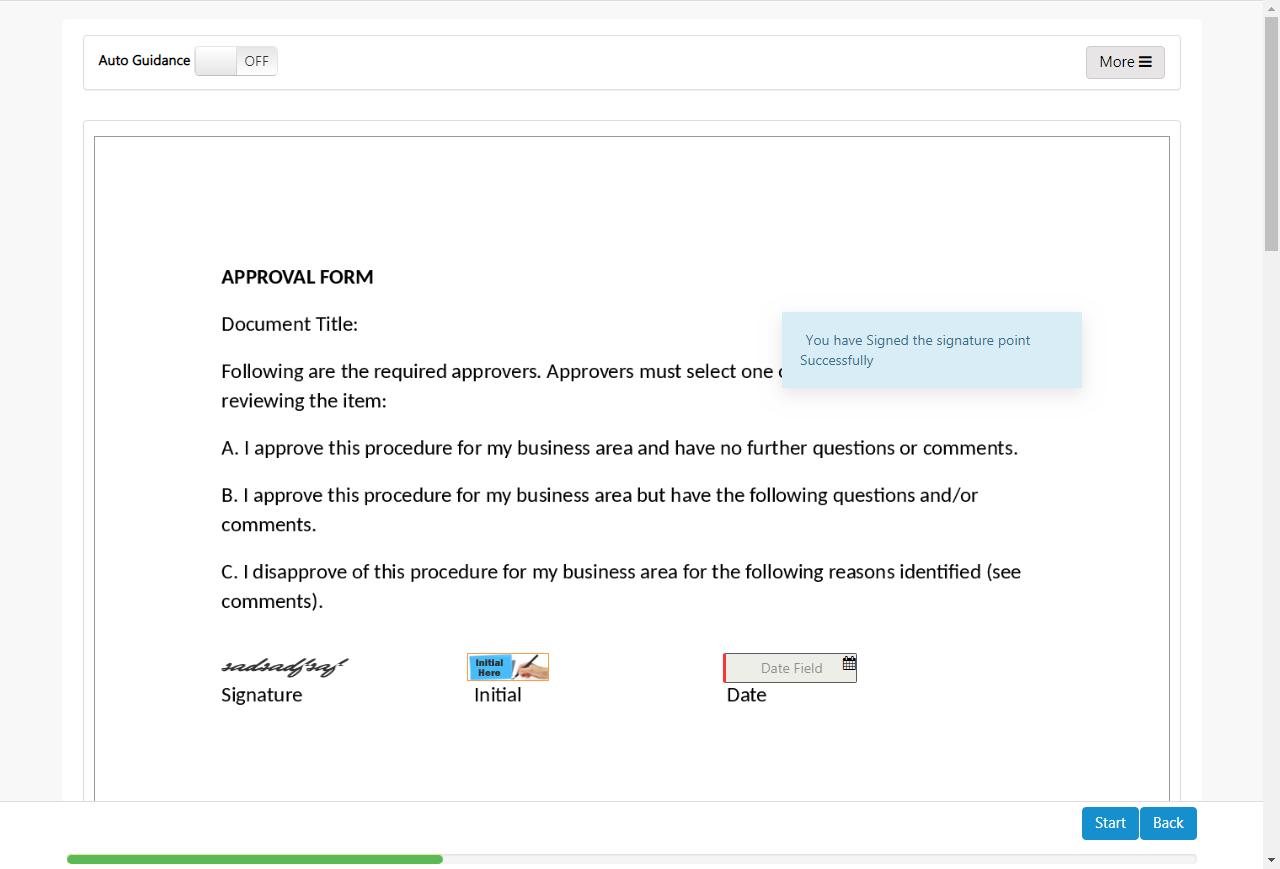 Auto Guidance OFF More
APPROVAL FORM
Document Title:
You have Signed the signature point
Successfully
Following are the required approvers. Approvers must select one
reviewing the item:
A. I approve this procedure for my business area and have no further questions or comments.
B. I approve this procedure for my business area but have the following questions and/or
comments.
C. I disapprove of this procedure for my business area for the following reasons identified (see
comments).
Initial
Here
Date Field
Signature Initial Date
Start Back